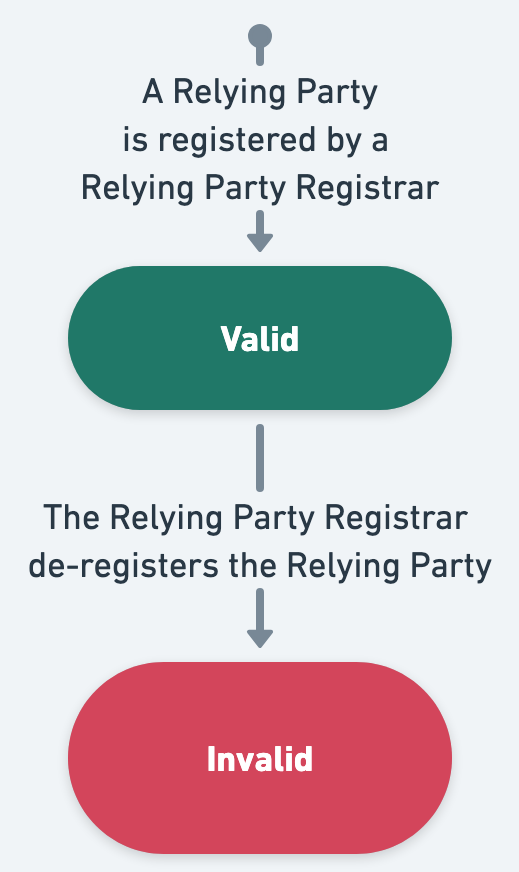 A Relying Party
is registered by a
Relying Party Registrar
Valid
The Relying Party Registrar
de-registers the Relying Party
Invalid